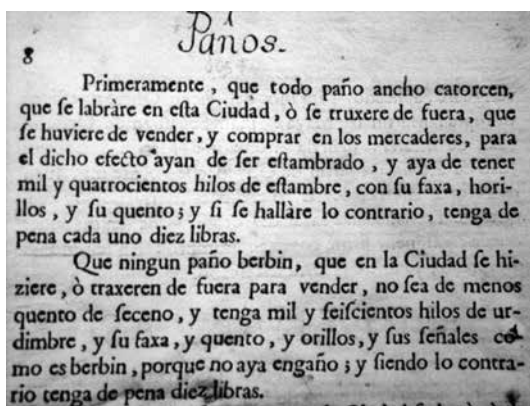 Paños.
8
Primeramente, que todo paño ancho catorcen,
que ſe labràre en eſta Ciudad, ò ſe truxere de fuera, que
ſe huviere de vender, y comprar en los mercaderes, para
el dicho efecto ayan de ſer eſtambrado, y aya de tener
mil y quatrocientos hilos de eſtambre, con ſu faxa, hori-
llos, y ſu quento; y ſi ſe hallàre lo contrario, tenga de
pena cada uno diez libras.
Que ningun paño berbin, que en la Ciudad ſe hi-
ziere, ò traxeren de fuera para vender, no ſea de menos
quento de ſeceno, y tenga mil y ſeiſcientos hilos de ur-
dimbre, y ſu faxa, y quento, y orillos, y ſus ſeñales co-
mo es berbin, porque no aya engaño; y ſiendo lo contra-
rio tenga de pena diez libras.